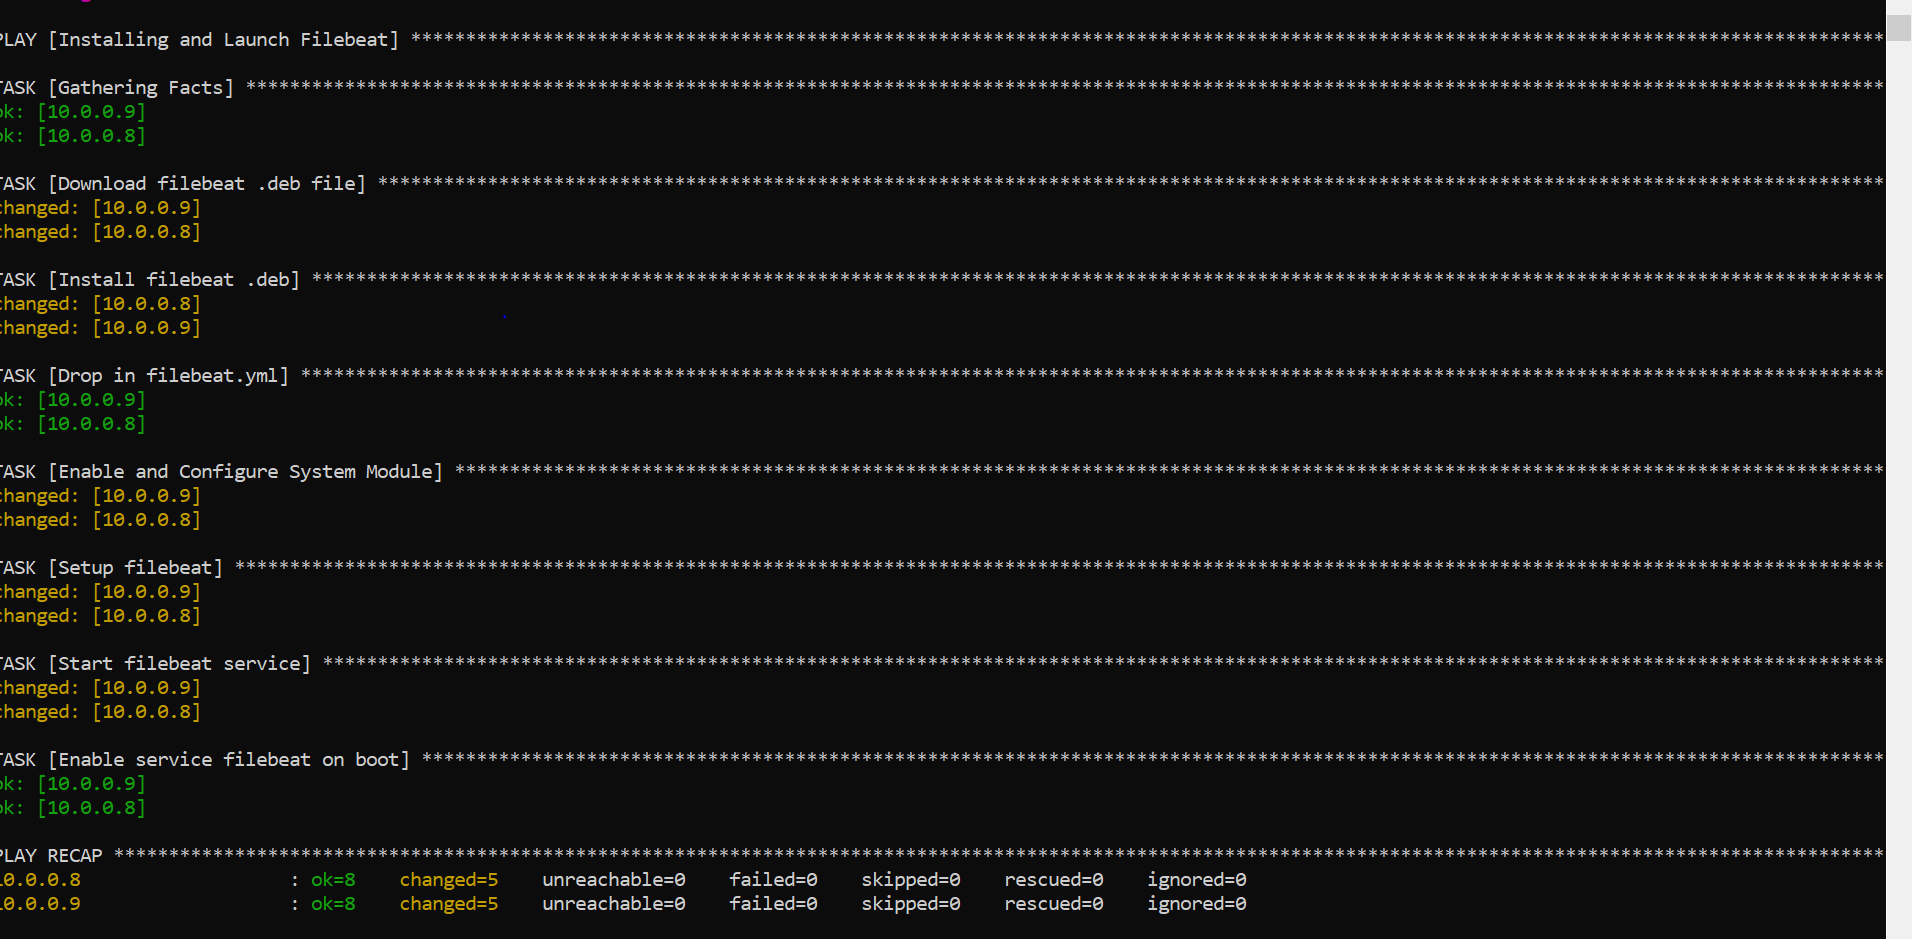 PLAY [Installing and Launch Filebeat] ****************************************************************************************************************************************
TASK [Gathering Facts] *******************************************************************************************************************************************************
ok: [10.0.0.9]
ok: [10.0.0.8]
TASK [Download filebeat .deb file] *******************************************************************************************************************************************
changed: [10.0.0.9]
changed: [10.0.0.8]
TASK [Install filebeat .deb] *************************************************************************************************************************************************
changed: [10.0.0.8]
changed: [10.0.0.9]
TASK [Drop in filebeat.yml] **************************************************************************************************************************************************
ok: [10.0.0.9]
ok: [10.0.0.8]
TASK [Enable and Configure System Module] ************************************************************************************************************************************
changed: [10.0.0.9]
changed: [10.0.0.8]
TASK [Setup filebeat] ********************************************************************************************************************************************************
changed: [10.0.0.9]
changed: [10.0.0.8]
TASK [Start filebeat service] ************************************************************************************************************************************************
changed: [10.0.0.9]
changed: [10.0.0.8]
TASK [Enable service filebeat on boot] ***************************************************************************************************************************************
ok: [10.0.0.9]
ok: [10.0.0.8]
PLAY RECAP *******************************************************************************************************************************************************************
10.0.0.8 : ok=8 changed=5 unreachable=0 failed=0 skipped=0 rescued=0 ignored=0
10.0.0.9 : ok=8 changed=5 unreachable=0 failed=0 skipped=0 rescued=0 ignored=0